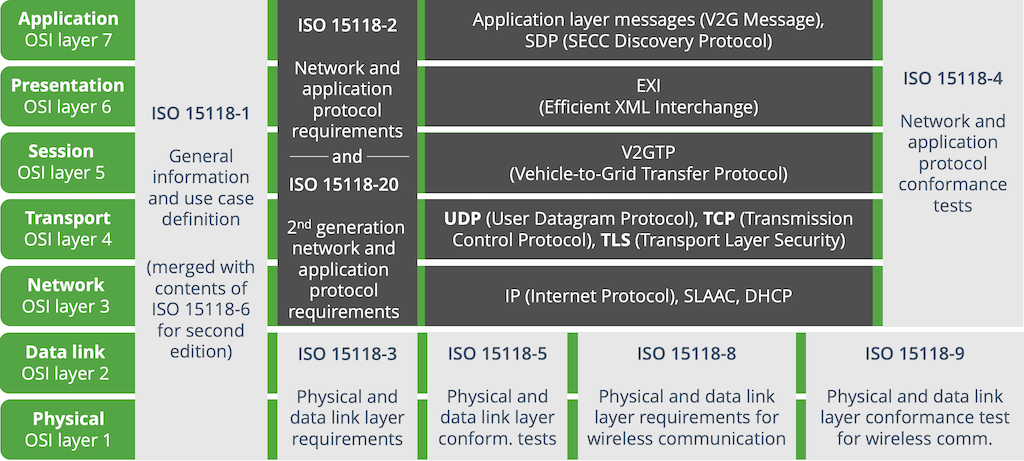 Application
OSI layer 7
Presentation
OSI layer 6
Session
OSI layer 5
Transport
OSI layer 4
Network
OSI layer 3
Data link
OSI layer 2
Physical
OSI layer 1
ISO 15118-1
General
information
and use case
definition
(merged with
contents of
ISO 15118-6
for second
edition)
ISO 15118-2
Network and
application
protocol
requirements
and
ISO 15118-20
2nd generation
network and
application
protocol
requirements
Application layer messages (V2G Message),
SDP (SECC Discovery Protocol)
EXI
(Efficient XML Interchange)
V2GTP
(Vehicle-to-Grid Transfer Protocol)
UDP (User Datagram Protocol), TCP (Transmission
Control Protocol), TLS (Transport Layer Security)
IP (Internet Protocol), SLAAC, DHCP
ISO 15118-4
Network and
application
protocol
conformance
tests
ISO 15118-3
Physical and
data link layer
requirements
ISO 15118-5
Physical and
data link layer
conform. tests
ISO 15118-8
Physical and data link
layer requirements for
wireless communication
ISO 15118-9
Physical and data link
layer conformance test
for wireless comm.